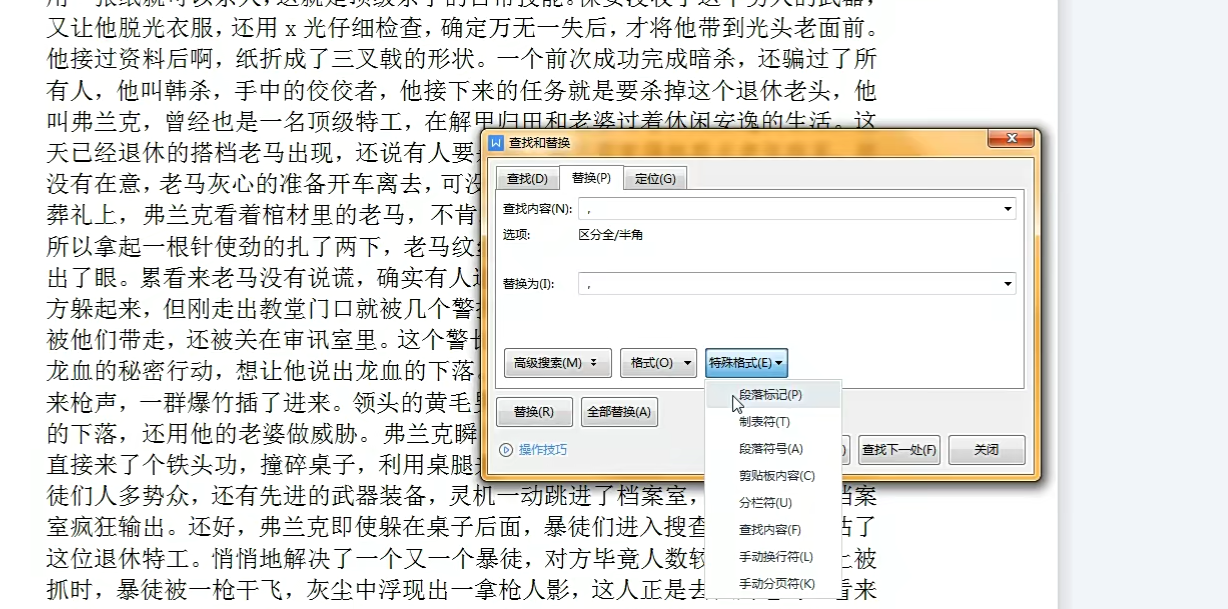 又让他脱光衣服，还用 x 光仔细检查，确定万无一失后，才将他带到光头老面前。
他接过资料后啊，纸折成了三叉戟的形状。一个前次成功完成暗杀，还骗过了所
有人，他叫韩杀，手中的佼佼者，他接下来的任务就是要杀掉这个退休老头，他
叫弗兰克，曾经也是一名顶级特工，在解甲归田和老婆过着休闲安逸的生活。这
天已经退休的搭档老马出现，还说有人要
没有在意，老马灰心的准备开车离去，可没
葬礼上，弗兰克看着棺材里的老马，不肯
所以拿起一根针使劲的扎了两下，老马纹
出了眼。累看来老马没有说谎，确实有人
方躲起来，但刚走出教堂门口就被几个警
被他们带走，还被关在审讯室里。这个警长
龙血的秘密行动，想让他说出龙血的下落。
来枪声，一群爆竹插了进来。领头的黄毛
的下落，还用他的老婆做威胁。弗兰克瞬
直接来了个铁头功，撞碎桌子，利用桌腿
徒们人多势众，还有先进的武器装备，灵机一动跳进了档案室，
档案
室疯狂输出。还好，弗兰克即使躲在桌子后面，暴徒们进入搜查
了
这位退休特工。悄悄地解决了一个又一个暴徒，对方毕竟人数较
上被
抓时，暴徒被一枪干飞，灰尘中浮现出一拿枪人影，这人正是去
看来
查找和替换
查找(D)
替换(P)
定位(G)
查找内容(N):
，
选项:
区分全/半角
替换为(I):
，
高级搜索(M)
格式(O)
特殊格式(E)
替换(R)
全部替换(A)
操作技巧
查找下一处(F)
关闭
段落标记(P)
制表符(T)
段落符号(A)
剪贴板内容(C)
分栏符(U)
查找内容(F)
手动换行符(L)
手动分页符(K)